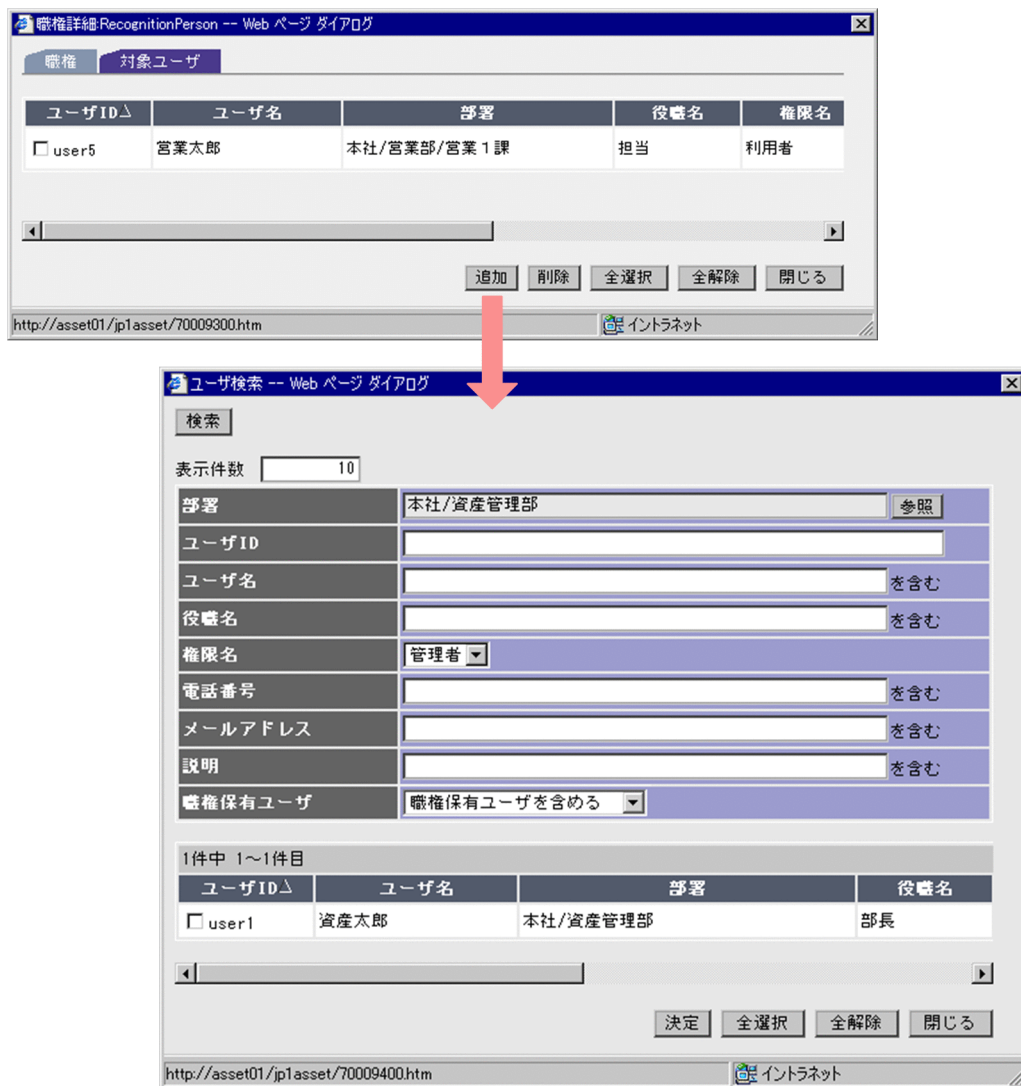 職権詳細:RecognitionPerson -- Web ページ ダイアログ
職権 対象ユーザ
ユーザID△ ユーザ名 部署 役職名 権限名
user5 営業太郎 本社/営業部/営業１課 担当 利用者
追加 削除 全選択 全解除 閉じる
http://asset01/jp1asset/70009300.htm イントラネット
ユーザ検索 -- Web ページ ダイアログ
検索
表示件数 10
部署 本社/資産管理部 参照
ユーザID
ユーザ名 を含む
役職名 を含む
権限名 管理者
電話番号 を含む
メールアドレス を含む
説明 を含む
職権保有ユーザ 職権保有ユーザを含める
1件中 1～1件目
ユーザID△ ユーザ名 部署 役職名
user1 資産太郎 本社/資産管理部 部長
決定 全選択 全解除 閉じる
http://asset01/jp1asset/70009400.htm イントラネット